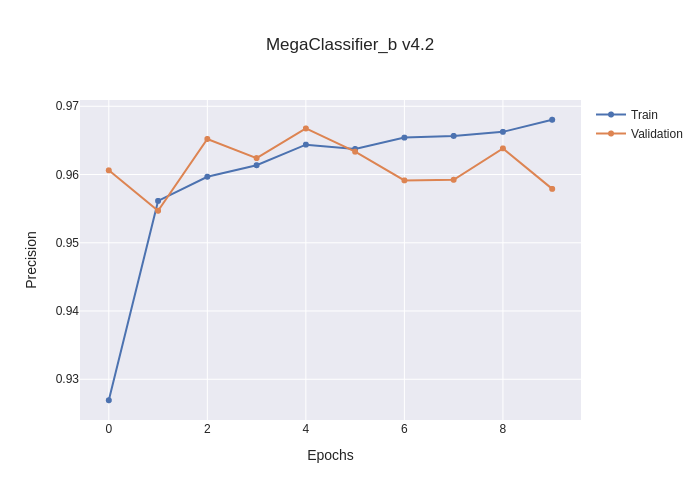 MegaClassifier_b v4.2
0.97
0.96
0.95
0.94
0.93
Precision
0 2 4 6 8
Epochs
Train
Validation